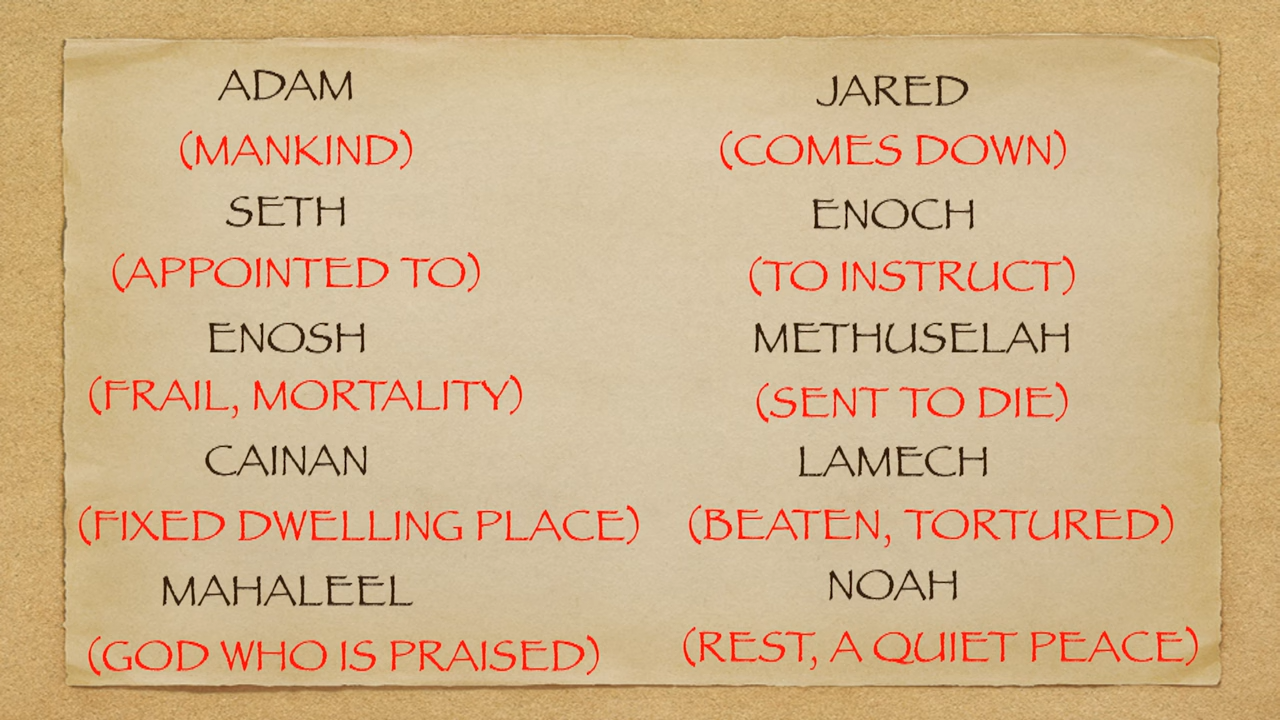 ADAM
(MANKIND)
SETH
(APPOINTED TO)
ENOSH
(FRAIL, MORTALITY)
CAINAN
(FIXED DWELLING PLACE)
MAHALEEL
(GOD WHO IS PRAISED)
JARED
(COMES DOWN)
ENOCH
(TO INSTRUCT)
METHUSELAH
(SENT TO DIE)
LAMECH
(BEATEN, TORTURED)
NOAH
(REST, A QUIET PEACE)